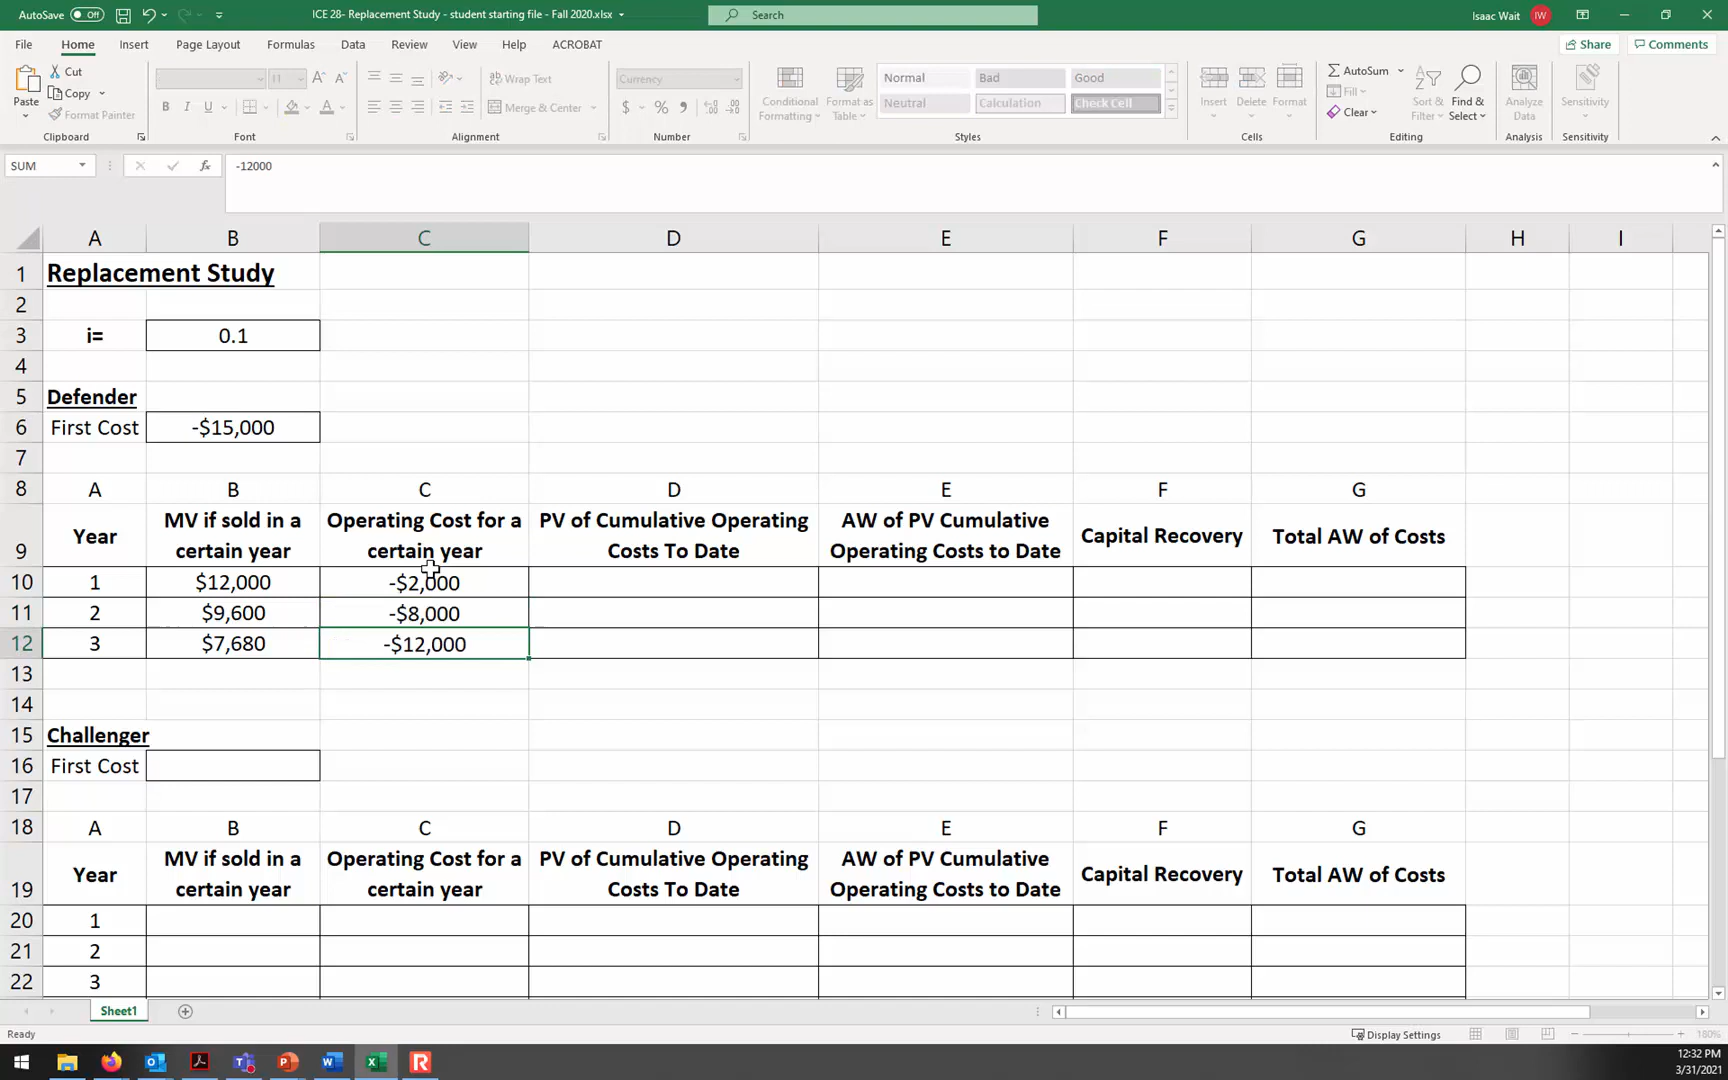 AutoSave Off ICE 28- Replacement Study - student starting file - Fall 2020.xlsx Search Isaac Wait IW
File Home Insert Page Layout Formulas Data Review View Help ACROBAT Share Comments
Paste Cut Copy Format Painter
Clipboard
11 A A B I U A
Font
ab Wrap Text
Merge & Center
Alignment
Currency
$ % 9
Number
Conditional Formatting Format as Table
Normal Bad Good
Neutral Calculation Check Cell
Styles
Insert Delete Format
Cells
AutoSum Fill Clear Sort & Filter Find & Select
Editing
Analyze Data
Analysis
Sensitivity
Sensitivity
SUM fx -12000
A B C D E F G H I
1 Replacement Study
2
3 i= 0.1
4
5 Defender
6 First Cost -$15,000
7
8 A B C D E F G
9 Year MV if sold in a certain year Operating Cost for a certain year PV of Cumulative Operating Costs To Date AW of PV Cumulative Operating Costs to Date Capital Recovery Total AW of Costs
10 1 $12,000 -$2,000
11 2 $9,600 -$8,000
12 3 $7,680 -$12,000
13
14
15 Challenger
16 First Cost
17
18 A B C D E F G
19 Year MV if sold in a certain year Operating Cost for a certain year PV of Cumulative Operating Costs To Date AW of PV Cumulative Operating Costs to Date Capital Recovery Total AW of Costs
20 1
21 2
22 3
Sheet1
Ready Display Settings 180%
12:32 PM
3/31/2021